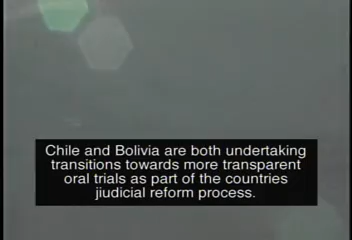 Chile and Bolivia are both undertaking
transitions towards more transparent
oral trials as part of the countries
jiudicial reform process.